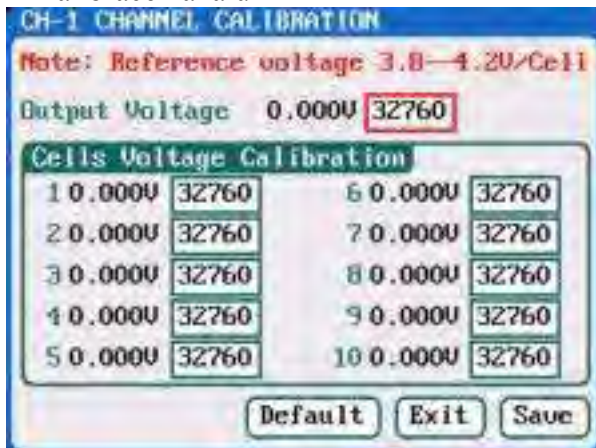 CH-1 CHANNEL CALIBRATION
Note: Reference voltage 3.8—4.2V/Cell
Output Voltage 0.000V 32760
Cells Voltage Calibration
1 0.000V 32760 6 0.000V 32760
2 0.000V 32760 7 0.000V 32760
3 0.000V 32760 8 0.000V 32760
4 0.000V 32760 9 0.000V 32760
5 0.000V 32760 10 0.000V 32760
Default Exit Save